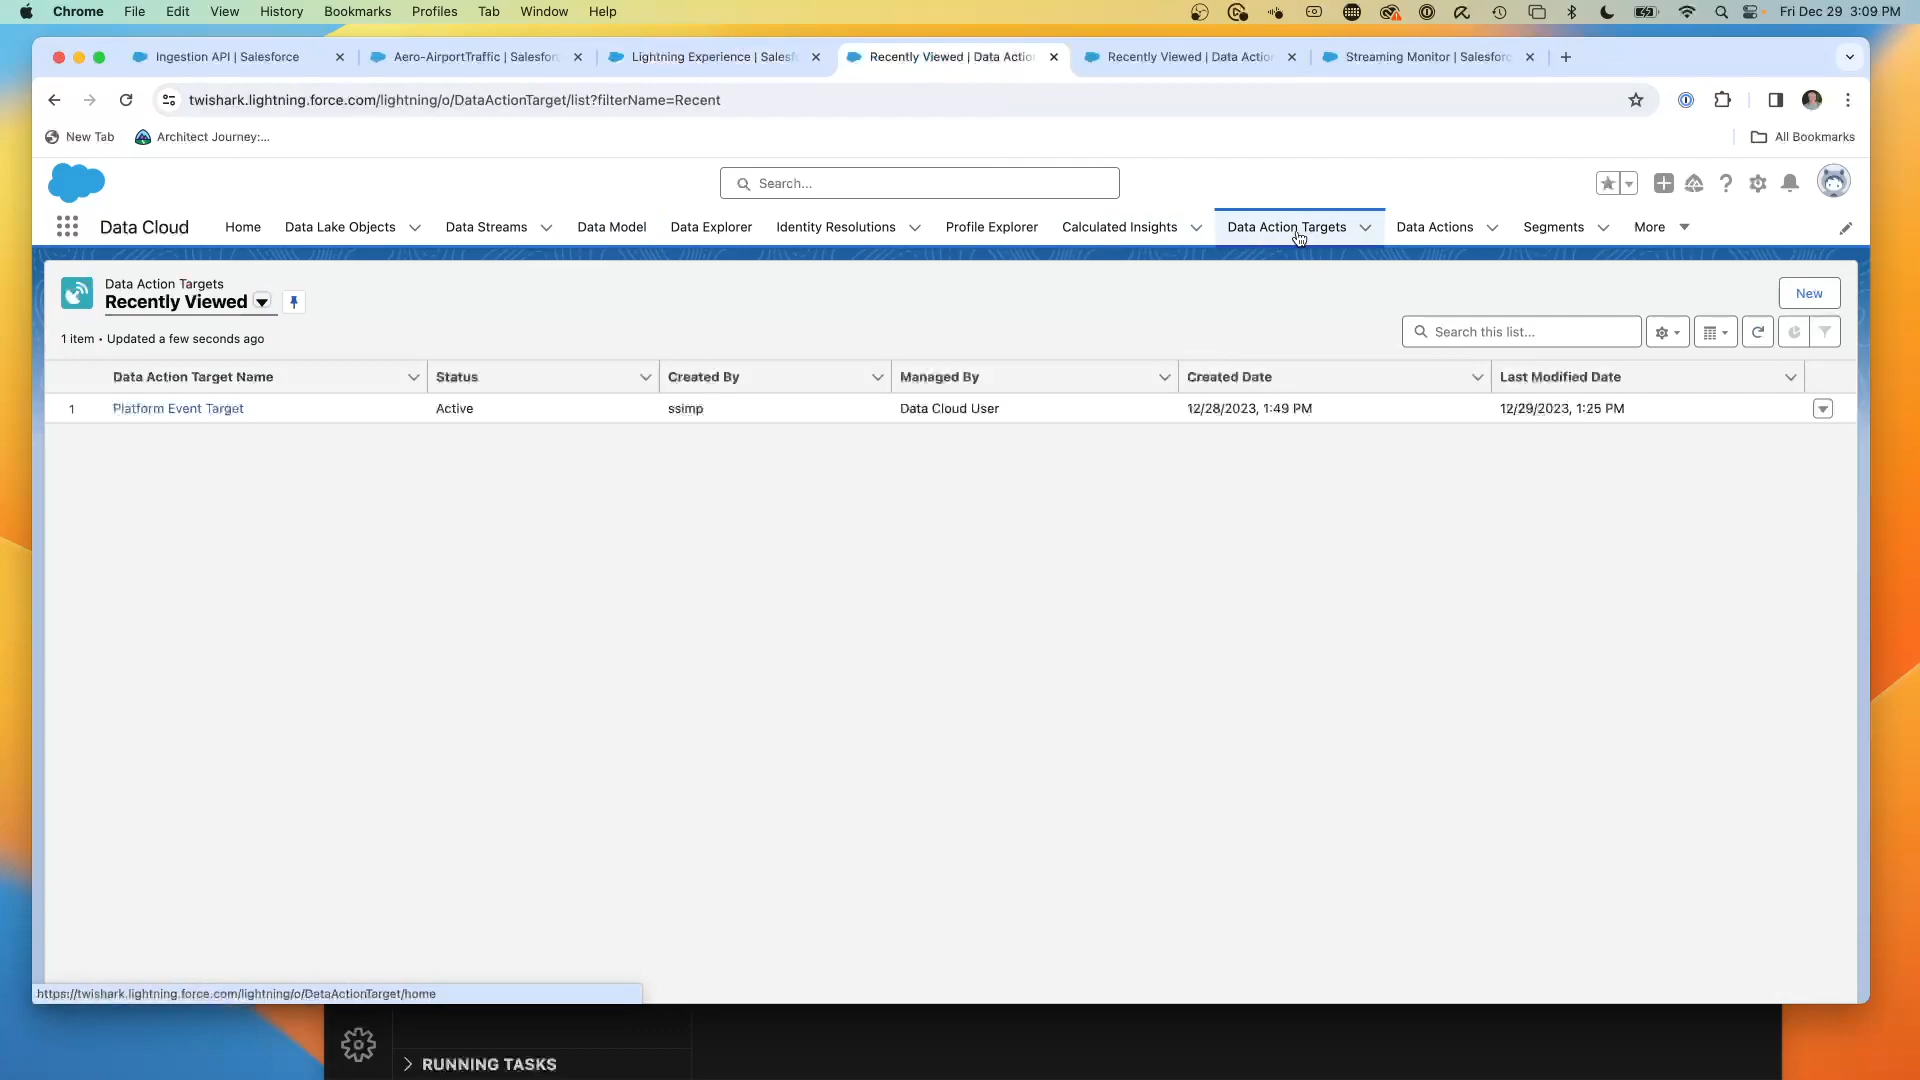 Chrome File Edit View History Bookmarks Profiles Tab Window Help Fri Dec 29 3:09 PM
Ingestion API | Salesforce Aero-AirportTraffic | Salesforc Lightning Experience | Salesf Recently Viewed | Data Action Recently Viewed | Data Action Streaming Monitor | Salesforc
twishark.lightning.force.com/lightning/o/DataActionTarget/list?filterName=Recent
New Tab Architect Journey:... All Bookmarks
Search...
Data Cloud Home Data Lake Objects Data Streams Data Model Data Explorer Identity Resolutions Profile Explorer Calculated Insights Data Action Targets Data Actions Segments More
Data Action Targets
Recently Viewed
New
1 item • Updated a few seconds ago
Search this list...
Data Action Target Name Status Created By Managed By Created Date Last Modified Date
1 Platform Event Target Active ssimp Data Cloud User 12/28/2023, 1:49 PM 12/29/2023, 1:25 PM
https://twishark.lightning.force.com/lightning/o/DataActionTarget/home
RUNNING TASKS